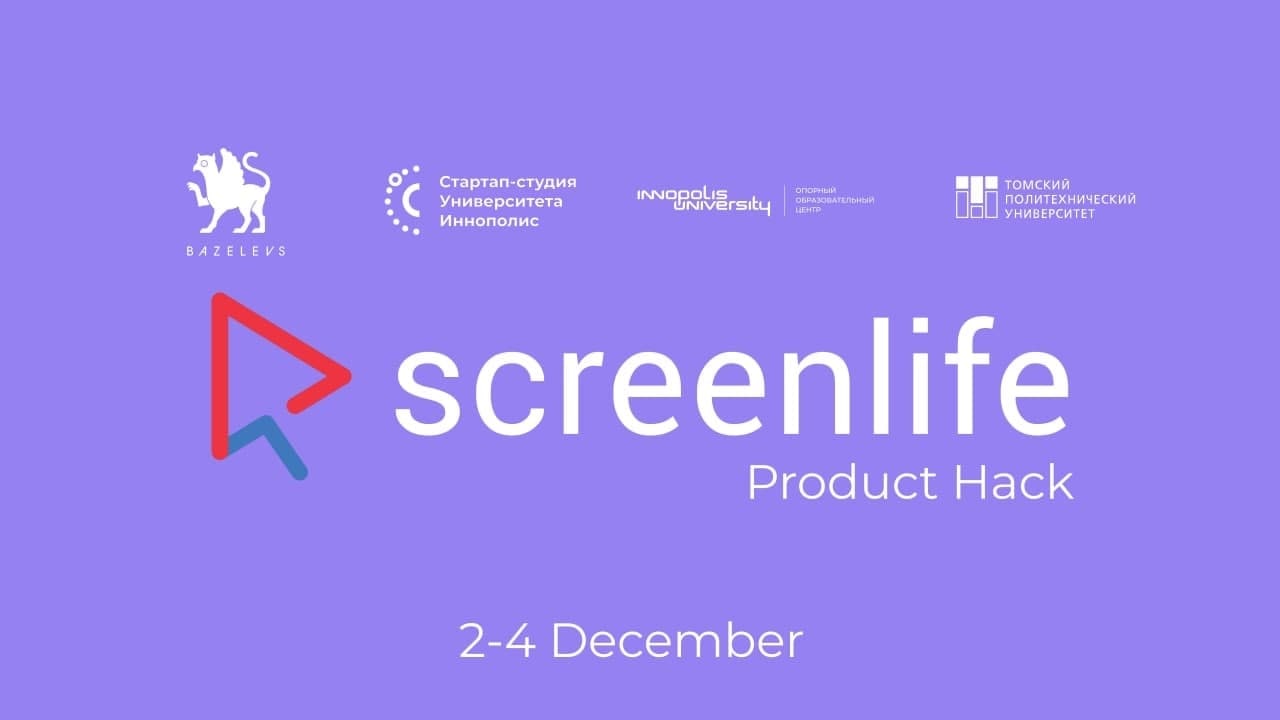 BAZELEVS
Стартап-студия
Университета
Иннополис
innopolis
university
ОПОРНЫЙ
ОБРАЗОВАТЕЛЬНЫЙ
ЦЕНТР
ТОМСКИЙ
ПОЛИТЕХНИЧЕСКИЙ
УНИВЕРСИТЕТ
screenlife
Product Hack
2-4 December